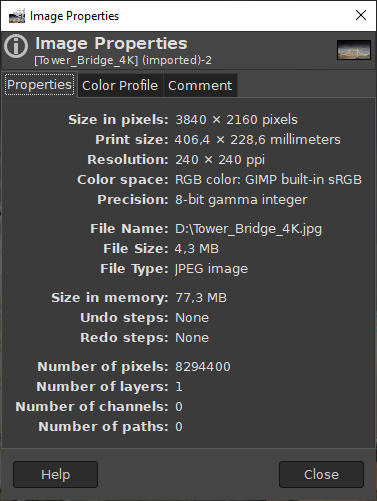 Image Properties
Image Properties
[Tower_Bridge_4K] (imported)-2
Properties Color Profile Comment
Size in pixels: 3840 × 2160 pixels
Print size: 406,4 × 228,6 millimeters
Resolution: 240 × 240 ppi
Color space: RGB color: GIMP built-in sRGB
Precision: 8-bit gamma integer
File Name: D:\Tower_Bridge_4K.jpg
File Size: 4,3 MB
File Type: JPEG image
Size in memory: 77,3 MB
Undo steps: None
Redo steps: None
Number of pixels: 8294400
Number of layers: 1
Number of channels: 0
Number of paths: 0
Help Close